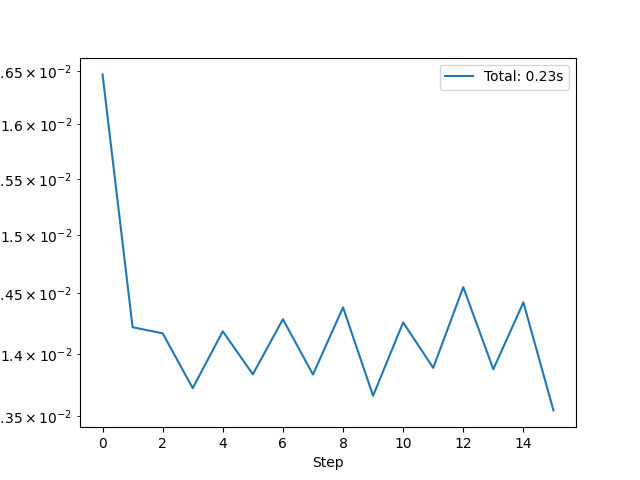 .65 × 10⁻²
1.6 × 10⁻²
.55 × 10⁻²
1.5 × 10⁻²
.45 × 10⁻²
1.4 × 10⁻²
.35 × 10⁻²
Total: 0.23s
0 2 4 6 8 10 12 14
Step